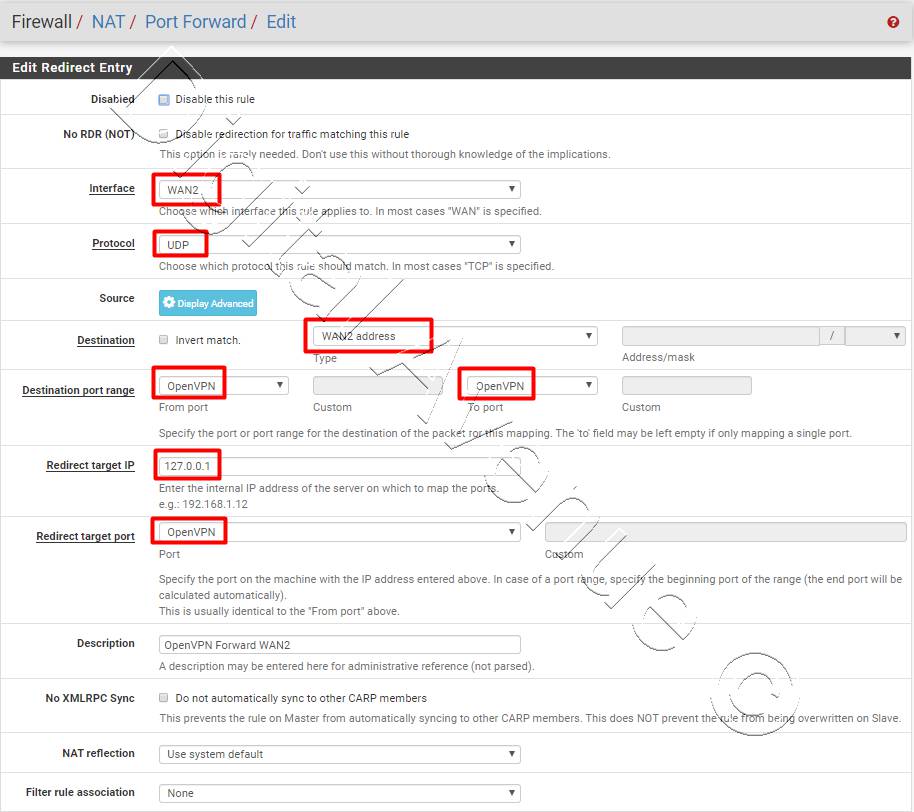 Firewall / NAT / Port Forward / Edit
Edit Redirect Entry
Disabled Disable this rule
No RDR (NOT) Disable redirection for traffic matching this rule
This option is rarely needed. Don't use this without thorough knowledge of the implications.
Interface WAN2
Choose which interface this rule applies to. In most cases "WAN" is specified.
Protocol UDP
Choose which protocol this rule should match. In most cases "TCP" is specified.
Source Display Advanced
Destination Invert match. WAN2 address /
Type Address/mask
Destination port range OpenVPN OpenVPN
From port Custom To port Custom
Specify the port or port range for the destination of the packet for this mapping. The 'to' field may be left empty if only mapping a single port.
Redirect target IP 127.0.0.1
Enter the internal IP address of the server on which to map the ports.
e.g.: 192.168.1.12
Redirect target port OpenVPN
Port Custom
Specify the port on the machine with the IP address entered above. In case of a port range, specify the beginning port of the range (the end port will be
calculated automatically).
This is usually identical to the "From port" above.
Description OpenVPN Forward WAN2
A description may be entered here for administrative reference (not parsed).
No XMLRPC Sync Do not automatically sync to other CARP members
This prevents the rule on Master from automatically syncing to other CARP members. This does NOT prevent the rule from being overwritten on Slave.
NAT reflection Use system default
Filter rule association None